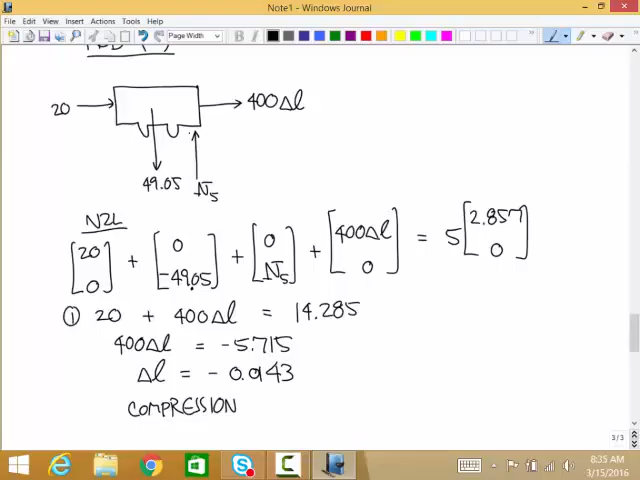 Note1 - Windows Journal
File Edit View Insert Actions Tools Help
Page Width
B
20
400Δl
49.05
N5
N2L
[20 0] + [0 -49.05] + [0 N5] + [400Δl 0] = 5 [2.857 0]
① 20 + 400Δl = 14.285
400Δl = -5.715
Δl = -0.0143
COMPRESSION
3/3
8:35 AM
3/15/2016